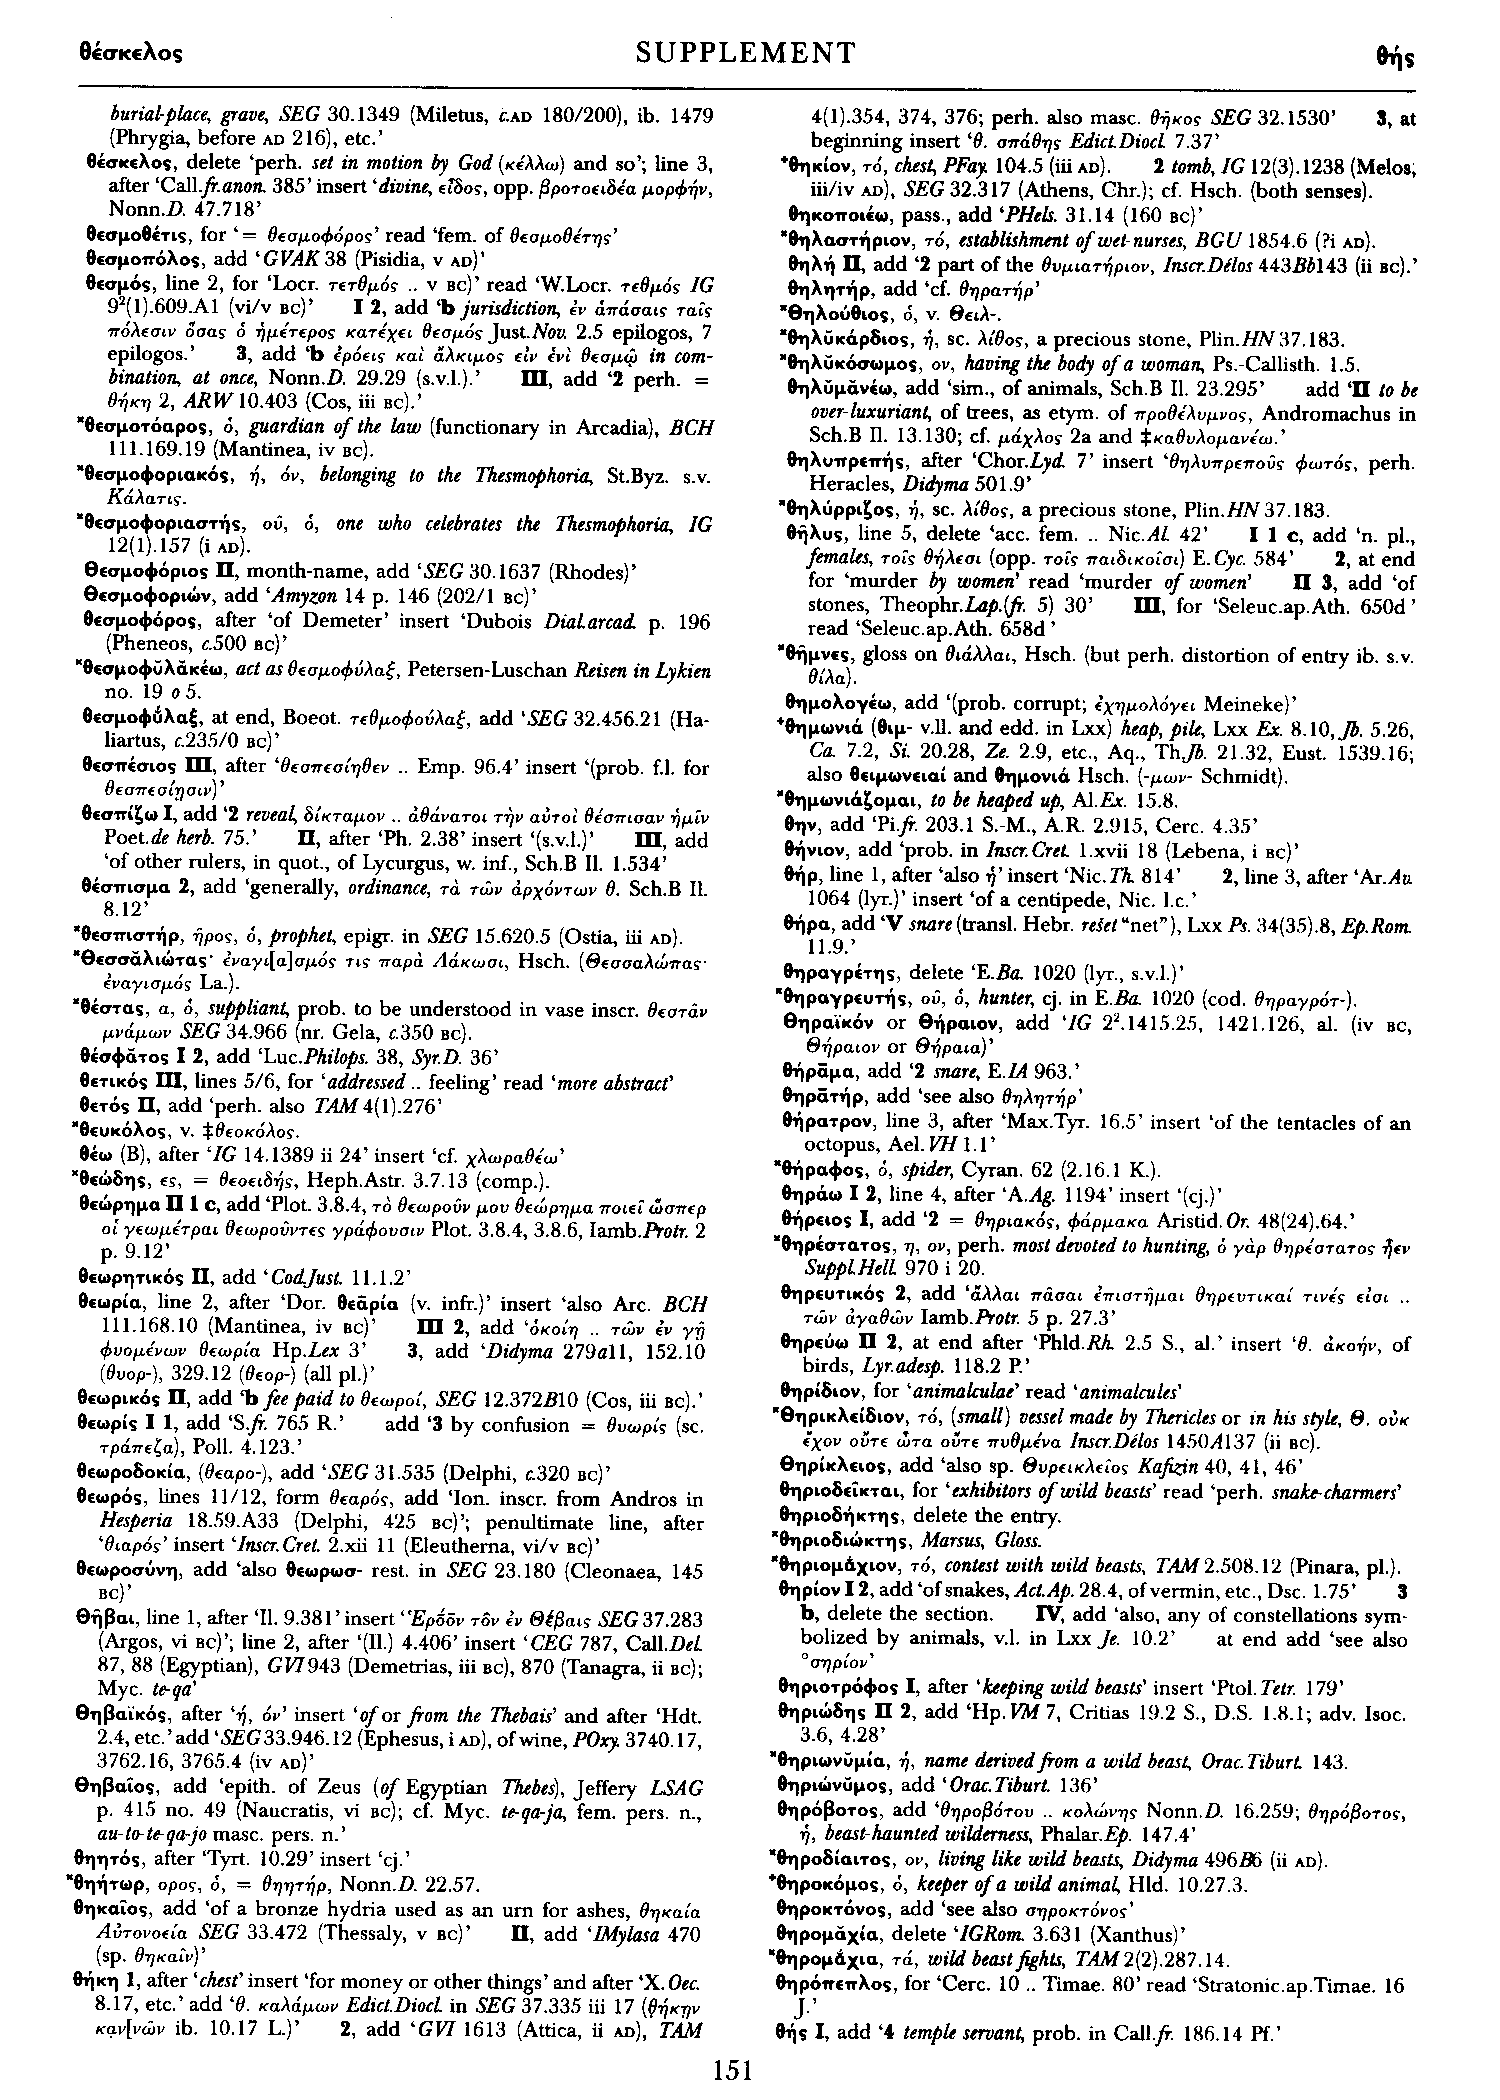 θέσκελος
SUPPLEMENT
θής
burial-place, grave, SEG 30.1349 (Miletus, c.AD 180/200), ib. 1479
(Phrygia, before AD 216), etc.’
θέσκελος, delete ‘perh. set in motion by God (κέλλω) and so’; line 3,
after ‘Call.fr.anon. 385’ insert ‘divine, εἶδος, opp. βροτοειδέα μορφήν,
Nonn.D. 47.718’
θεσμοθέτις, for ‘= θεσμοφόρος’ read ‘fem. of θεσμοθέτης’
θεσμοπόλος, add ‘GVAK 38 (Pisidia, v AD)’
θεσμός, line 2, for ‘Locr. τετθμός .. v BC)’ read ‘W.Locr. τεθμός IG
9²(1).609.A1 (vi/v BC)’ I 2, add ‘b jurisdiction, ἐν ἁπάσαις ταῖς
πόλεσιν ὅσας ὁ ἡμέτερος κατέχει θεσμός Just.Nov. 2.5 epilogos, 7
epilogos.’ 3, add ‘b ἐρόεις καὶ ἄλκιμος εἰν ἑνὶ θεσμῷ in com-
bination, at once, Nonn.D. 29.29 (s.v.l.).’ III, add ‘2 perh. =
θήκη 2, ARW 10.403 (Cos, iii BC).’
*θεσμοτόαρος, ὁ, guardian of the law (functionary in Arcadia), BCH
111.169.19 (Mantinea, iv BC).
*θεσμοφοριακός, ή, όν, belonging to the Thesmophoria, St.Byz. s.v.
Κάλατις.
*θεσμοφοριαστής, οῦ, ὁ, one who celebrates the Thesmophoria, IG
12(1).157 (i AD).
Θεσμοφόριος II, month-name, add ‘SEG 30.1637 (Rhodes)’
Θεσμοφοριών, add ‘Amyzon 14 p. 146 (202/1 BC)’
θεσμοφόρος, after ‘of Demeter’ insert ‘Dubois Dial.arcad. p. 196
(Pheneos, c.500 BC)’
*θεσμοφῠλᾰκέω, act as θεσμοφύλαξ, Petersen-Luschan Reisen in Lykien
no. 19 o 5.
θεσμοφῠ́λαξ, at end, Boeot. τεθμοφούλαξ, add ‘SEG 32.456.21 (Ha-
liartus, c.235/0 BC)’
θεσπέσιος III, after ‘θεσπεσίηθεν .. Emp. 96.4’ insert ‘(prob. f.l. for
θεσπεσίῃσιν)’
θεσπίζω I, add ‘2 reveal, δίκταμον .. ἀθάνατοι τὴν αὐτοὶ θέσπισαν ἡμῖν
Poet.de herb. 75.’ II, after ‘Ph. 2.38’ insert ‘(s.v.l.)’ III, add
‘of other rulers, in quot., of Lycurgus, w. inf., Sch.B Il. 1.534’
θέσπισμα 2, add ‘generally, ordinance, τὰ τῶν ἀρχόντων θ. Sch.B Il.
8.12’
*θεσπιστήρ, ῆρος, ὁ, prophet, epigr. in SEG 15.620.5 (Ostia, iii AD).
*Θεσσᾰλιώτας· ἐναγι[α]σμός τις παρὰ Λάκωσι, Hsch. (Θεσσαλώπας·
ἐναγισμός La.).
*θέστας, α, ὁ, suppliant, prob. to be understood in vase inscr. θεστᾶν
μνάμων SEG 34.966 (nr. Gela, c.350 BC).
θέσφᾰτος I 2, add ‘Luc.Philops. 38, Syr.D. 36’
θετικός III, lines 5/6, for ‘addressed .. feeling’ read ‘more abstract’
θετός II, add ‘perh. also TAM 4(1).276’
*θευκόλος, v. ‡θεοκόλος.
θέω (B), after ‘IG 14.1389 ii 24’ insert ‘cf. χλωραθέω’
*θεώδης, ες, = θεοειδής, Heph.Astr. 3.7.13 (comp.).
θεώρημα II 1 c, add ‘Plot. 3.8.4, τὸ θεωροῦν μου θεώρημα ποιεῖ ὥσπερ
οἱ γεωμέτραι θεωροῦντες γράφουσιν Plot. 3.8.4, 3.8.6, Iamb.Protr. 2
p. 9.12’
θεωρητικός II, add ‘Cod.Just. 11.1.2’
θεωρία, line 2, after ‘Dor. θεᾱρία (v. infr.)’ insert ‘also Arc. BCH
111.168.10 (Mantinea, iv BC)’ III 2, add ‘ὁκοίη .. τῶν ἐν γῇ
φυομένων θεωρία Hp.Lex 3’ 3, add ‘Didyma 279a11, 152.10
(θυορ-), 329.12 (θεορ-) (all pl.)’
θεωρικός II, add ‘b fee paid to θεωροί, SEG 12.372B10 (Cos, iii BC).’
θεωρίς I 1, add ‘S.fr. 765 R.’ add ‘3 by confusion = θυωρίς (sc.
τράπεζα), Poll. 4.123.’
θεωροδοκία, (θεαρο-), add ‘SEG 31.535 (Delphi, c.320 BC)’
θεωρός, lines 11/12, form θεαρός, add ‘Ion. inscr. from Andros in
Hesperia 18.59.A33 (Delphi, 425 BC)’; penultimate line, after
‘θιαρός’ insert ‘Inscr.Cret. 2.xii 11 (Eleutherna, vi/v BC)’
θεωροσύνη, add ‘also θεωρωσ- rest. in SEG 23.180 (Cleonaea, 145
BC)’
Θῆβαι, line 1, after ‘Il. 9.381’ insert ‘Ἐρōōν τōν ἐν Θέβαις SEG 37.283
(Argos, vi BC)’; line 2, after ‘(Il.) 4.406’ insert ‘CEG 787, Call.Del.
87, 88 (Egyptian), GVI 943 (Demetrias, iii BC), 870 (Tanagra, ii BC);
Myc. te-qa’
Θηβαϊκός, after ‘ή, όν’ insert ‘of or from the Thebais’ and after ‘Hdt.
2.4, etc.’ add ‘SEG 33.946.12 (Ephesus, i AD), of wine, POxy. 3740.17,
3762.16, 3765.4 (iv AD)’
Θηβαῖος, add ‘epith. of Zeus (of Egyptian Thebes), Jeffery LSAG
p. 415 no. 49 (Naucratis, vi BC); cf. Myc. te-qa-ja, fem. pers. n.,
au-to-te-qa-jo masc. pers. n.’
θηητός, after ‘Tyrt. 10.29’ insert ‘cj.’
*θηήτωρ, ορος, ὁ, = θηητήρ, Nonn.D. 22.57.
θηκαῖος, add ‘of a bronze hydria used as an urn for ashes, θηκαία
Αὐτονοεία SEG 33.472 (Thessaly, v BC)’ II, add ‘IMylasa 470
(sp. θηκαῖν)’
θήκη 1, after ‘chest’ insert ‘for money or other things’ and after ‘X.Oec.
8.17, etc.’ add ‘θ. καλάμων Edict.Diocl. in SEG 37.335 iii 17 (θήκην
καν[νῶν ib. 10.17 L.)’ 2, add ‘GVI 1613 (Attica, ii AD), TAM
4(1).354, 374, 376; perh. also masc. θῆκος SEG 32.1530’ 3, at
beginning insert ‘θ. σπάθης Edict.Diocl. 7.37’
*θηκίον, τό, chest, PFay. 104.5 (iii AD). 2 tomb, IG 12(3).1238 (Melos,
iii/iv AD), SEG 32.317 (Athens, Chr.); cf. Hsch. (both senses).
θηκοποιέω, pass., add ‘PHels. 31.14 (160 BC)’
*θηλαστήριον, τό, establishment of wet-nurses, BGU 1854.6 (?i AD).
θηλή II, add ‘2 part of the θυμιατήριον, Inscr.Délos 443Bb143 (ii BC).’
θηλητήρ, add ‘cf. θηρατήρ’
*Θηλούθιος, ὁ, v. Θειλ-.
*θηλῠκάρδιος, ἡ, sc. λίθος, a precious stone, Plin.HN 37.183.
*θηλῠκόσωμος, ον, having the body of a woman, Ps.-Callisth. 1.5.
θηλῠμᾰνέω, add ‘sim., of animals, Sch.B Il. 23.295’ add ‘II to be
over-luxuriant, of trees, as etym. of προθέλυμνος, Andromachus in
Sch.B Il. 13.130; cf. μάχλος 2a and ‡καθυλομανέω.’
θηλυπρεπής, after ‘Chor.Lyd. 7’ insert ‘θηλυπρεποῦς φωτός, perh.
Heracles, Didyma 501.9’
*θηλύρριζος, ἡ, sc. λίθος, a precious stone, Plin.HN 37.183.
θῆλυς, line 5, delete ‘acc. fem. .. Nic.Al. 42’ I 1 c, add ‘n. pl.,
females, τοῖς θήλεσι (opp. τοῖς παιδικοῖσι) E.Cyc. 584’ 2, at end
for ‘murder by women’ read ‘murder of women’ II 3, add ‘of
stones, Theophr.Lap.(fr. 5) 30’ III, for ‘Seleuc.ap.Ath. 650d’
read ‘Seleuc.ap.Ath. 658d’
*θῆμνες, gloss on θιάλλαι, Hsch. (but perh. distortion of entry ib. s.v.
θίλα).
θημολογέω, add ‘(prob. corrupt; ἐχημολόγει Meineke)’
⁺θημωνιά (θιμ- v.ll. and edd. in Lxx) heap, pile, Lxx Ex. 8.10, Jb. 5.26,
Ca. 7.2, Si. 20.28, Ze. 2.9, etc., Aq., Th.Jb. 21.32, Eust. 1539.16;
also θειμωνειαί and θημονιά Hsch. (-μων- Schmidt).
*θημωνιάζομαι, to be heaped up, Al.Ex. 15.8.
θην, add ‘Pi.fr. 203.1 S.-M., A.R. 2.915, Cerc. 4.35’
θήνιον, add ‘prob. in Inscr.Cret. 1.xvii 18 (Lebena, i BC)’
θήρ, line 1, after ‘also ἡ’ insert ‘Nic.Th. 814’ 2, line 3, after ‘Ar.Av.
1064 (lyr.)’ insert ‘of a centipede, Nic. l.c.’
θήρα, add ‘V snare (transl. Hebr. rešet “net”), Lxx Ps. 34(35).8, Ep.Rom.
11.9.’
θηραγρέτης, delete ‘E.Ba. 1020 (lyr., s.v.l.)’
*θηραγρευτής, οῦ, ὁ, hunter, cj. in E.Ba. 1020 (cod. θηραγρότ-).
Θηραϊκόν or Θήραιον, add ‘IG 2².1415.25, 1421.126, al. (iv BC,
Θήραιον or Θήραια)’
θήρᾱμα, add ‘2 snare, E.IA 963.’
θηρᾱτήρ, add ‘see also θηλητήρ’
θήρατρον, line 3, after ‘Max.Tyr. 16.5’ insert ‘of the tentacles of an
octopus, Ael.VH 1.1’
*θήραφος, ὁ, spider, Cyran. 62 (2.16.1 K.).
θηράω I 2, line 4, after ‘A.Ag. 1194’ insert ‘(cj.)’
θήρειος I, add ‘2 = θηριακός, φάρμακα Aristid.Or. 48(24).64.’
*θηρέστατος, η, ον, perh. most devoted to hunting, ὁ γὰρ θηρέστατος ᾖεν
Suppl.Hell. 970 i 20.
θηρευτικός 2, add ‘ἄλλαι πᾶσαι ἐπιστῆμαι θηρευτικαί τινές εἰσι ..
τῶν ἀγαθῶν Iamb.Protr. 5 p. 27.3’
θηρεύω II 2, at end after ‘Phld.Rh. 2.5 S., al.’ insert ‘θ. ἀκοήν, of
birds, Lyr.adesp. 118.2 P.’
θηρίδιον, for ‘animalculae’ read ‘animalcules’
*Θηρικλείδιον, τό, (small) vessel made by Thericles or in his style, Θ. οὐκ
ἔχον οὔτε ὦτα οὔτε πυθμένα Inscr.Délos 1450A137 (ii BC).
Θηρίκλειος, add ‘also sp. Θυρεικλεῖος Kafizin 40, 41, 46’
θηριοδεῖκται, for ‘exhibitors of wild beasts’ read ‘perh. snake-charmers’
θηριοδήκτης, delete the entry.
*θηριοδιώκτης, Marsus, Gloss.
*θηριομάχιον, τό, contest with wild beasts, TAM 2.508.12 (Pinara, pl.).
θηρίον I 2, add ‘of snakes, Act.Ap. 28.4, of vermin, etc., Dsc. 1.75’ 3
b, delete the section. IV, add ‘also, any of constellations sym-
bolized by animals, v.l. in Lxx Je. 10.2’ at end add ‘see also
°σηρίον’
θηριοτρόφος I, after ‘keeping wild beasts’ insert ‘Ptol.Tetr. 179’
θηριώδης II 2, add ‘Hp.VM 7, Critias 19.2 S., D.S. 1.8.1; adv. Isoc.
3.6, 4.28’
*θηριωνῠμία, ἡ, name derived from a wild beast, Orac.Tiburt. 143.
θηριώνῠμος, add ‘Orac.Tiburt. 136’
θηρόβοτος, add ‘θηροβότου .. κολώνης Nonn.D. 16.259; θηρόβοτος,
ἡ, beast-haunted wilderness, Phalar.Ep. 147.4’
*θηροδίαιτος, ον, living like wild beasts, Didyma 496B6 (ii AD).
⁺θηροκόμος, ὁ, keeper of a wild animal, Hld. 10.27.3.
θηροκτόνος, add ‘see also σηροκτόνος’
θηρομᾰχία, delete ‘IGRom. 3.631 (Xanthus)’
*θηρομᾰ́χια, τά, wild beast fights, TAM 2(2).287.14.
θηρόπεπλος, for ‘Cerc. 10 .. Timae. 80’ read ‘Stratonic.ap.Timae. 16
J.’
θής I, add ‘4 temple servant, prob. in Call.fr. 186.14 Pf.’
151